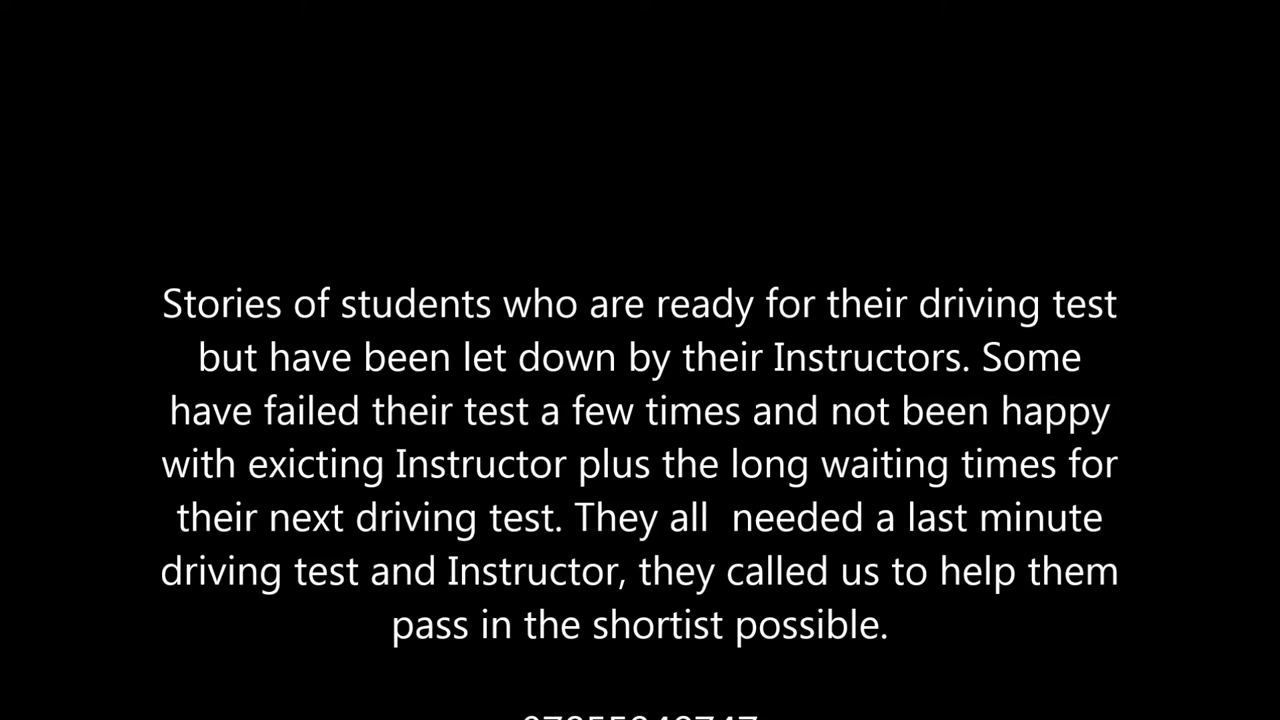 Stories of students who are ready for their driving test
but have been let down by their Instructors. Some
have failed their test a few times and not been happy
with exicting Instructor plus the long waiting times for
their next driving test. They all  needed a last minute
driving test and Instructor, they called us to help them
pass in the shortist possible.